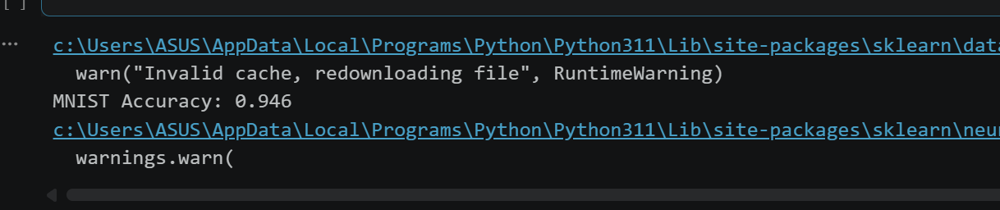 [ ]
...
c:\Users\ASUS\AppData\Local\Programs\Python\Python311\Lib\site-packages\sklearn\data
warn("Invalid cache, redownloading file", RuntimeWarning)
MNIST Accuracy: 0.946
c:\Users\ASUS\AppData\Local\Programs\Python\Python311\Lib\site-packages\sklearn\neur
warnings.warn(